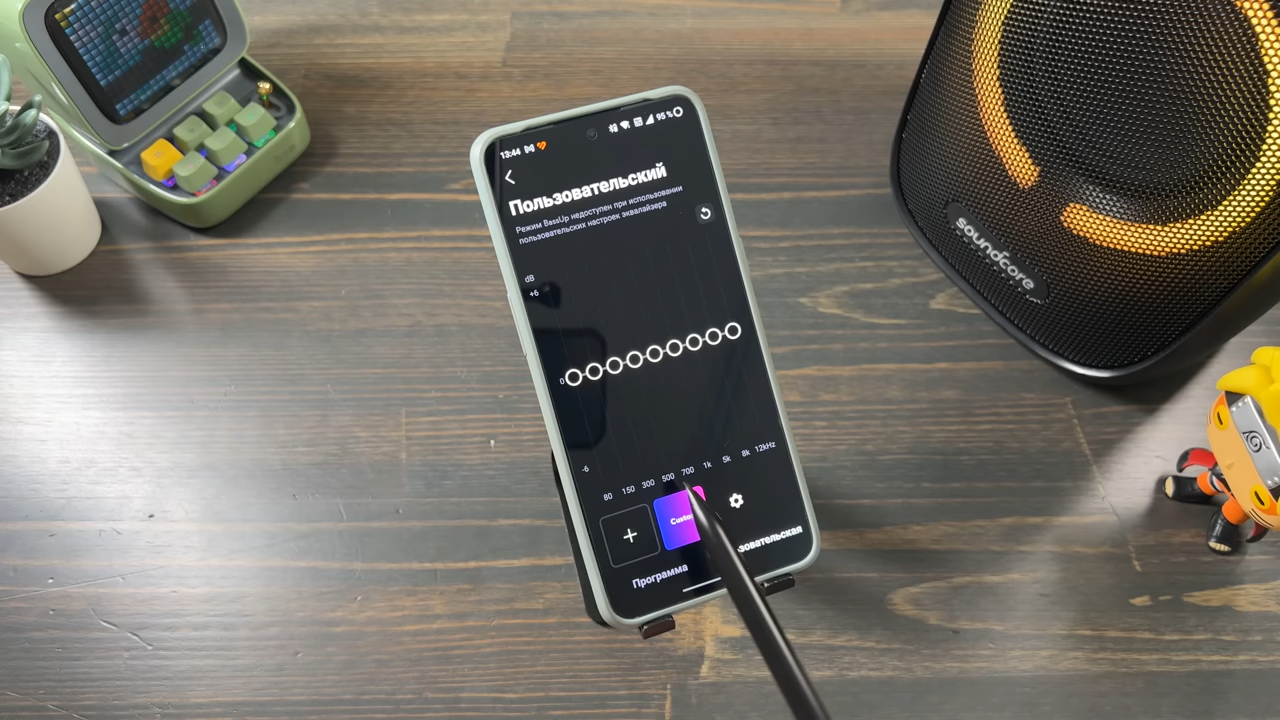 13:44
95 %
Пользовательский
Режим BassUp недоступен при использовании
пользовательских настроек эквалайзера
dB
+6
0
-6
80 150 300 500 700 1k 5k 8k 12kHz
+
Программа
soundcore